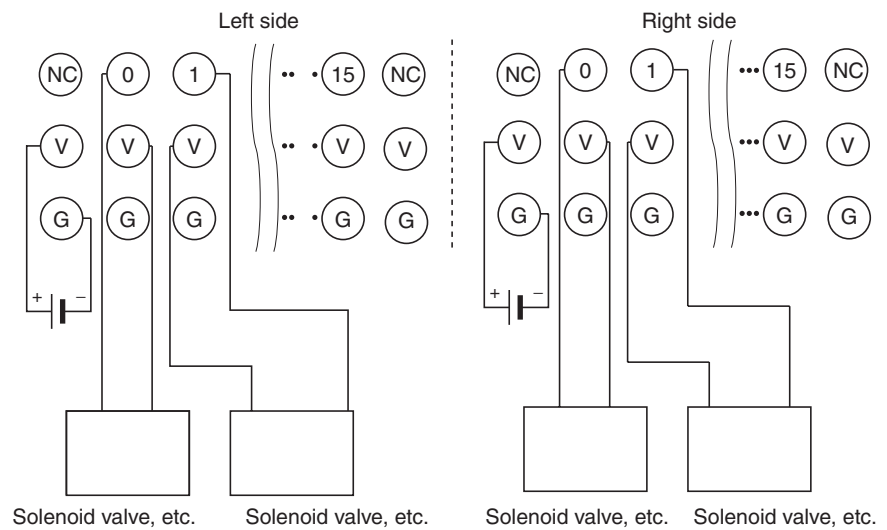 Left side Right side
NC 0 1 15 NC NC 0 1 15 NC
V V V V V V V V V V
G G G G G G G G G G
+ − + −
Solenoid valve, etc. Solenoid valve, etc. Solenoid valve, etc. Solenoid valve, etc.